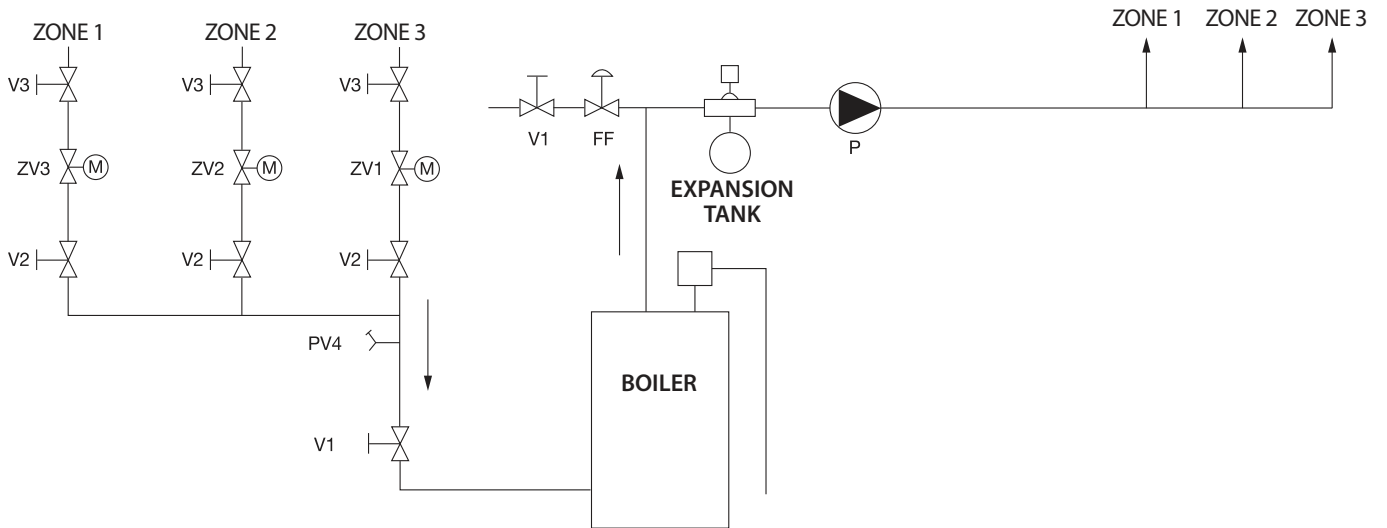 ZONE 1 ZONE 2 ZONE 3
ZONE 1 ZONE 2 ZONE 3
V3 V3 V3
V1 FF P
ZV3 M ZV2 M ZV1 M
EXPANSION
TANK
V2 V2 V2
PV4
BOILER
V1